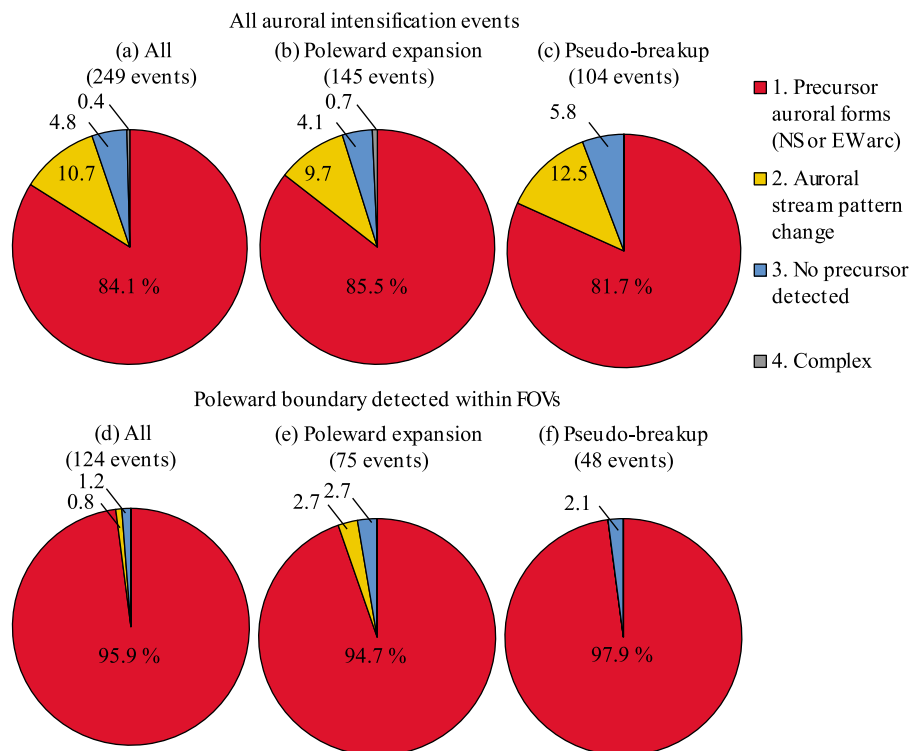 All auroral intensification events
(a) All
(249 events)
0.4
4.8
10.7
84.1 %
(b) Poleward expansion
(145 events)
0.7
4.1
9.7
85.5 %
(c) Pseudo-breakup
(104 events)
5.8
12.5
81.7 %
1. Precursor
auroral forms
(NS or EWarc)
2. Auroral
stream pattern
change
3. No precursor
detected
4. Complex
Poleward boundary detected within FOVs
(d) All
(124 events)
1.2
0.8
95.9 %
(e) Poleward expansion
(75 events)
2.7
2.7
94.7 %
(f) Pseudo-breakup
(48 events)
2.1
97.9 %